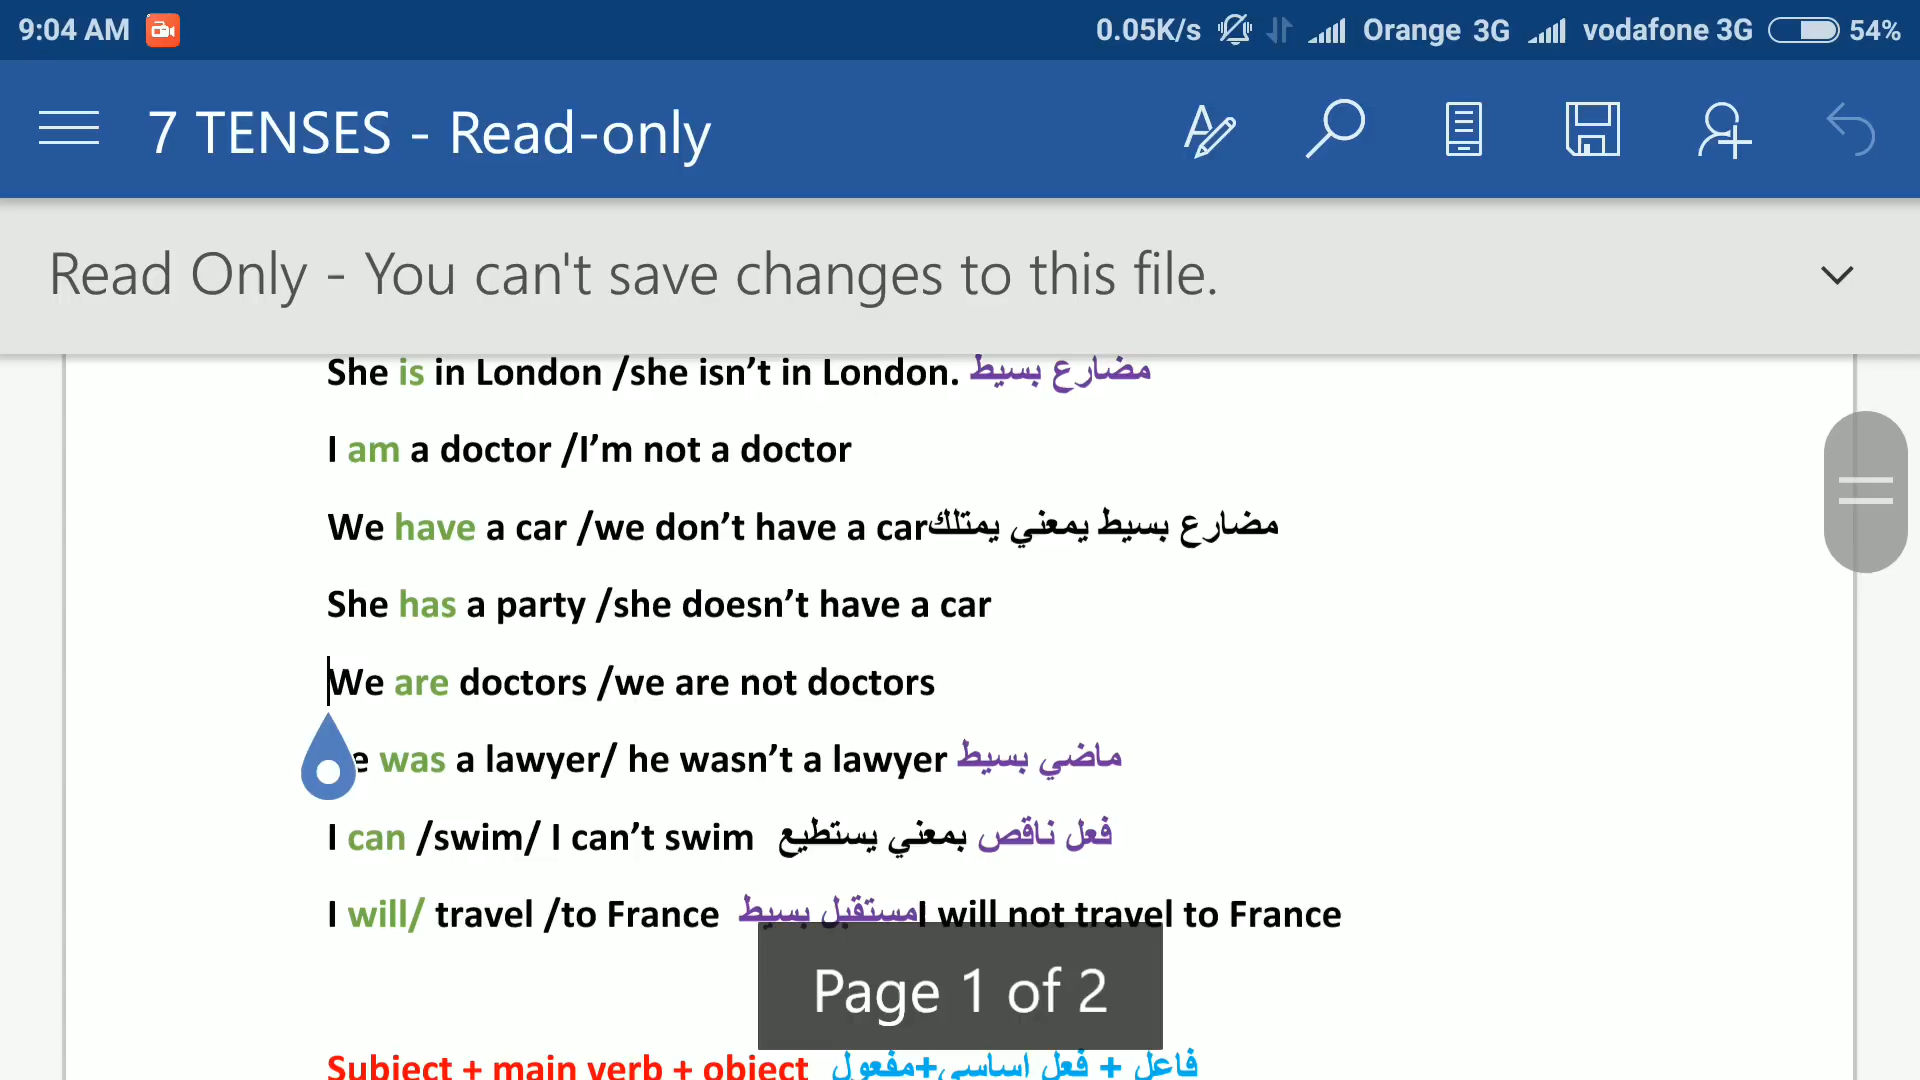 9:04 AM 0.05K/s Orange 3G vodafone 3G 54%
7 TENSES - Read-only
Read Only - You can't save changes to this file.
She is in London /she isn’t in London. مضارع بسيط
I am a doctor /I’m not a doctor
We have a car /we don’t have a car مضارع بسيط يمعني يمتلك
She has a party /she doesn’t have a car
We are doctors /we are not doctors
e was a lawyer/ he wasn’t a lawyer ماضي بسيط
I can /swim/ I can’t swim فعل ناقص بمعني يستطيع
I will/ travel /to France مستقبل بسيط I will not travel to France
Page 1 of 2
Subject + main verb + object فاعل + فعل اساسي+مفعول